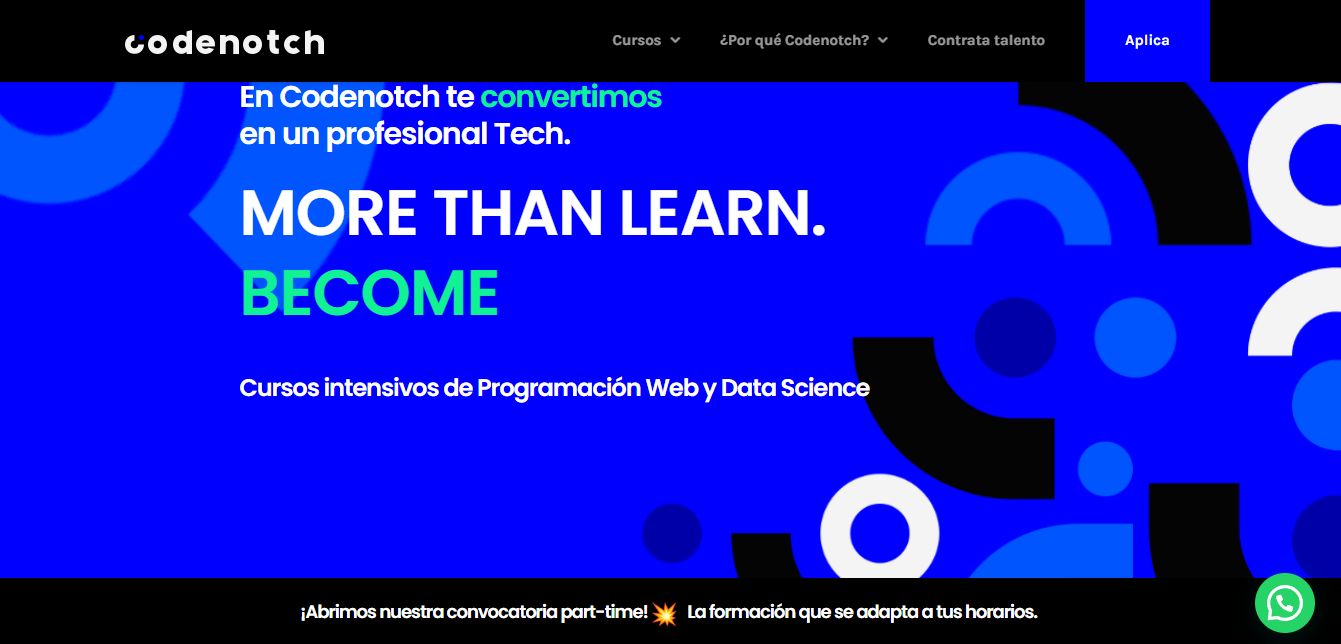 codenotch
Cursos
¿Por qué Codenotch?
Contrata talento
Aplica
En Codenotch te convertimos
en un profesional Tech.
MORE THAN LEARN.
BECOME
Cursos intensivos de Programación Web y Data Science
¡Abrimos nuestra convocatoria part-time! 💥 La formación que se adapta a tus horarios.